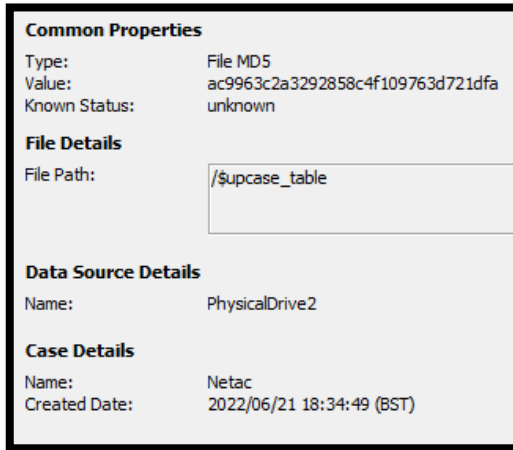 Common Properties
Type: File MD5
Value: ac9963c2a3292858c4f109763d721dfa
Known Status: unknown
File Details
File Path: /$upcase_table
Data Source Details
Name: PhysicalDrive2
Case Details
Name: Netac
Created Date: 2022/06/21 18:34:49 (BST)